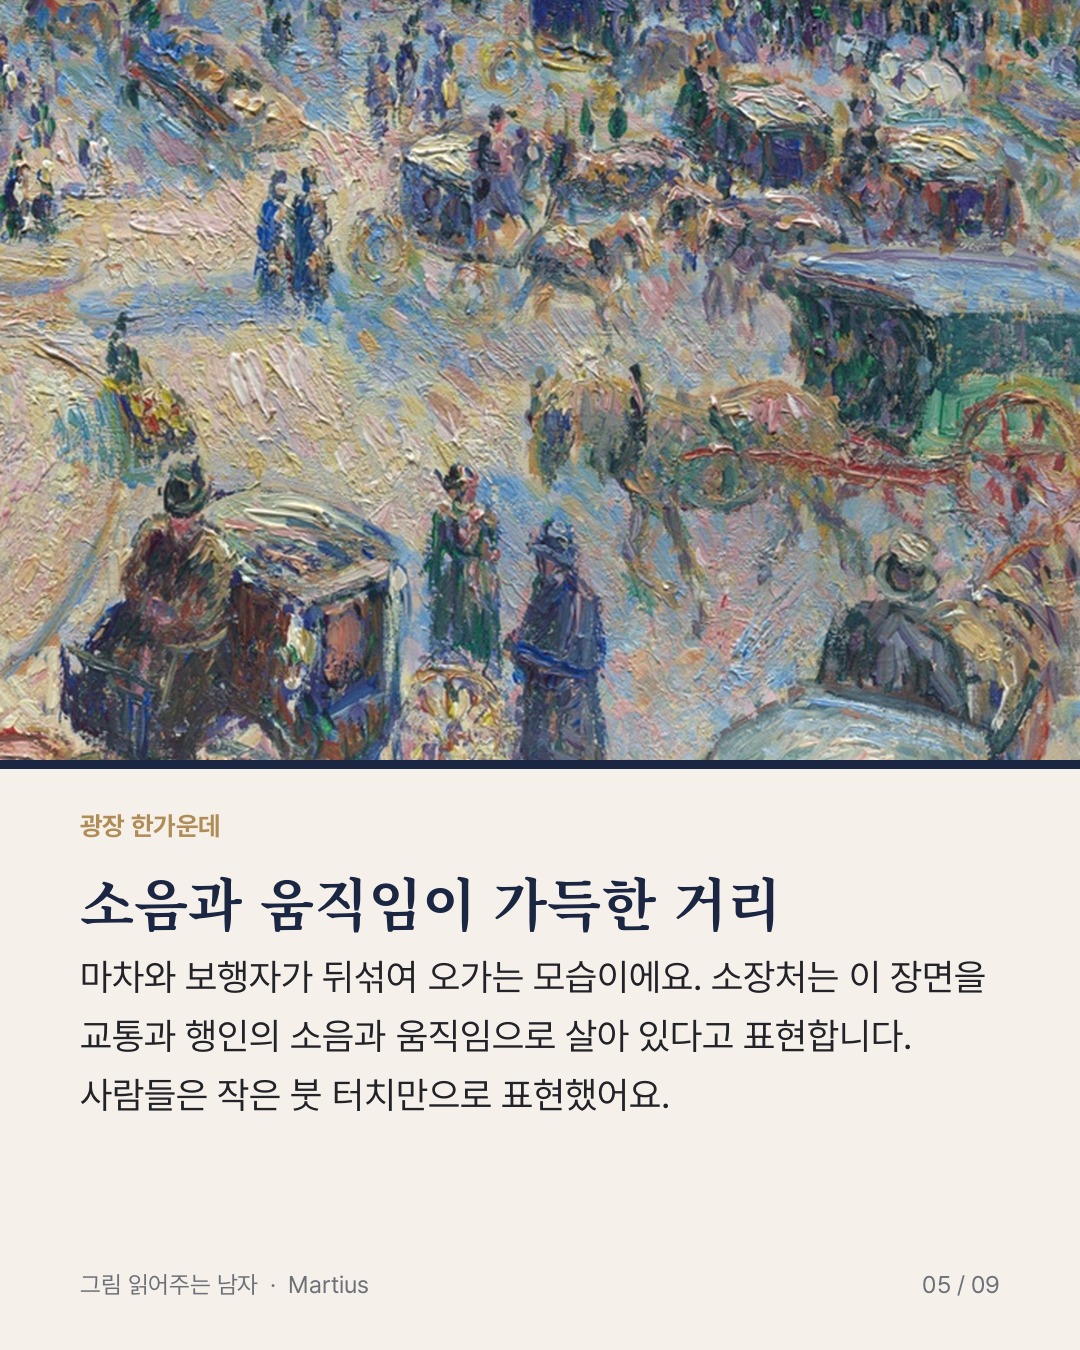 광장 한가운데
소음과 움직임이 가득한 거리
마차와 보행자가 뒤섞여 오가는 모습이에요. 소장처는 이 장면을
교통과 행인의 소음과 움직임으로 살아 있다고 표현합니다.
사람들은 작은 붓 터치만으로 표현했어요.
그림 읽어주는 남자 · Martius
05 / 09